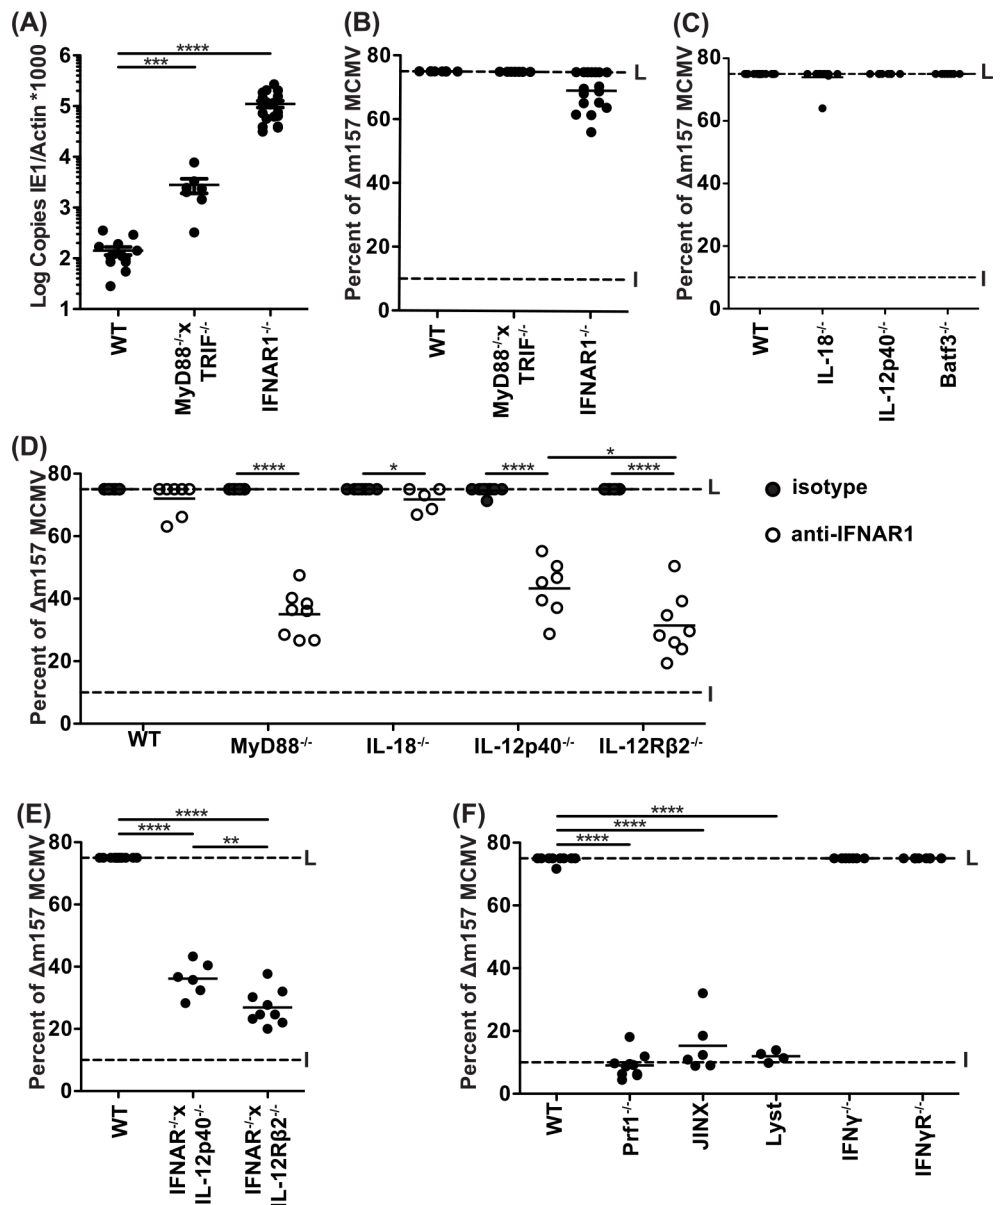 (A)
Log Copies IE1/Actin *1000
6
5
4
3
2
1
****
***
WT
MyD88-/-x
TRIF-/-
IFNAR1-/-
(B)
Percent of Δm157 MCMV
80
60
40
20
0
L
I
WT
MyD88-/-x
TRIF-/-
IFNAR1-/-
(C)
Percent of Δm157 MCMV
80
60
40
20
0
L
I
WT
IL-18-/-
IL-12p40-/-
Batf3-/-
(D)
Percent of Δm157 MCMV
80
60
40
20
0
****
*
****
*
****
L
I
isotype
anti-IFNAR1
WT
MyD88-/-
IL-18-/-
IL-12p40-/-
IL-12Rβ2-/-
(E)
Percent of Δm157 MCMV
80
60
40
20
0
****
****
**
L
I
WT
IFNAR-/-x
IL-12p40-/-
IFNAR-/-x
IL-12Rβ2-/-
(F)
Percent of Δm157 MCMV
80
60
40
20
0
****
****
****
L
I
WT
Prf1-/-
JINX
Lyst
IFNγ-/-
IFNγR-/-